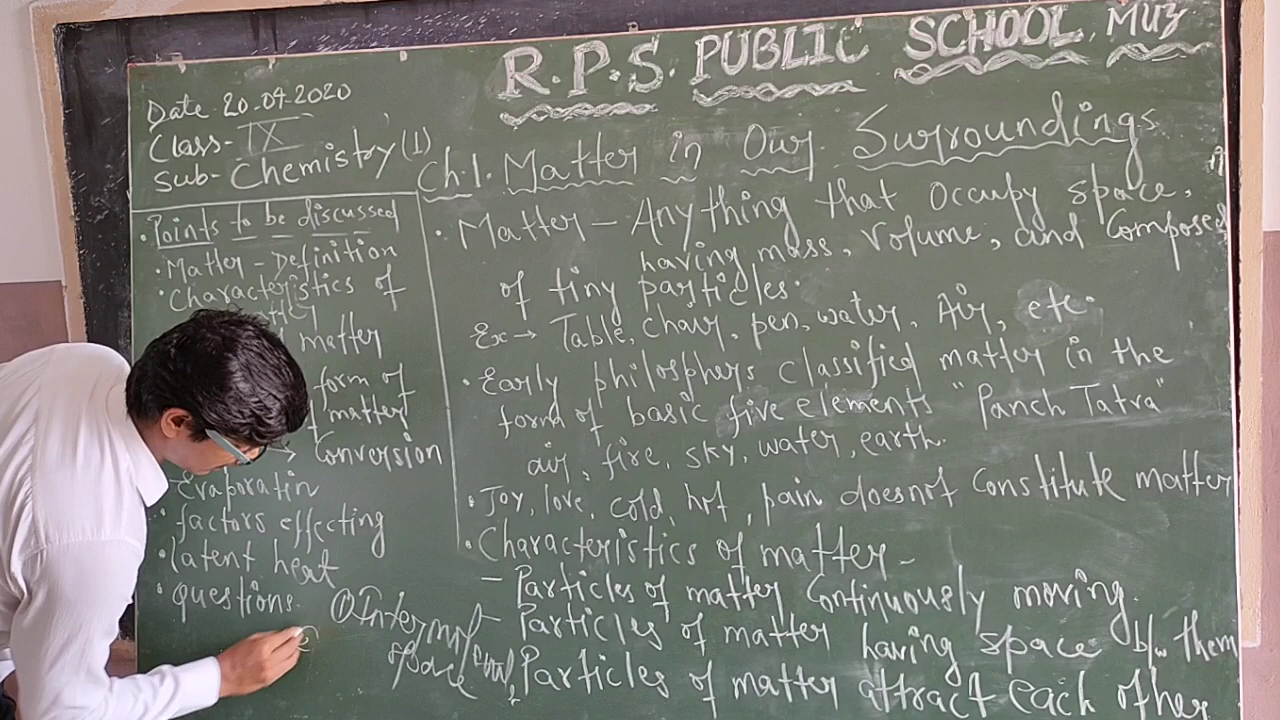 R.P.S. PUBLIC SCHOOL, MUZ
Date 20-04-2020
Class- IX
Sub- Chemistry(1)
Ch.1. Matter in Our Surroundings
· Points to be discussed
· Matter - Definition
· Characteristics of
matter
form of
matter
→ Conversion
Evaporatin
· factors effecting
· latent heat
· questions.
· Matter – Anything that occupy space,
having mass, volume, and Composed
of tiny particles.
Ex → Table, chair, pen, water, Air, etc.
· Early philosphers classified matter in the
form of basic five elements "Panch Tatva"
air, fire, sky, water, earth.
· Joy, love, cold, hot, pain doesnot Constitute matter
· Characteristics of matter –
– Particles of matter Continuously moving.
– Particles of matter having space b/w them
Particles of matter attract each other
① Intermolecular
space